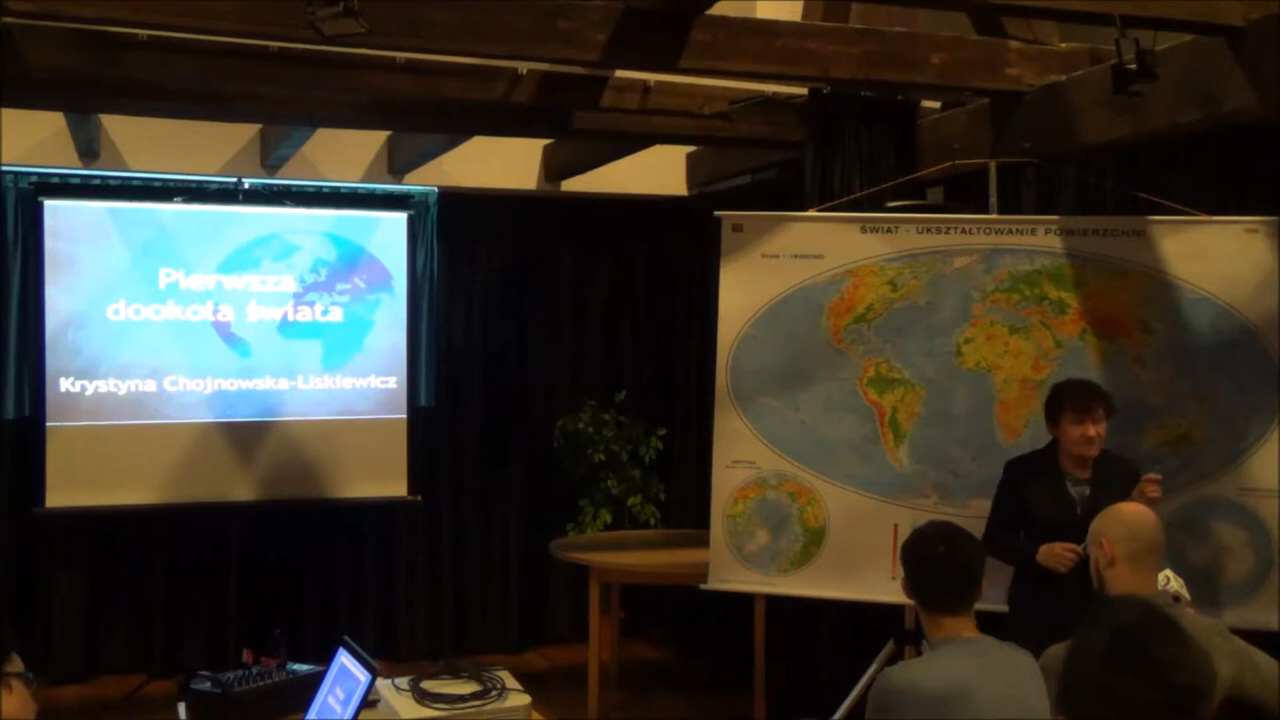 Pierwsza
dookoła świata
Krystyna Chojnowska-Liskiewicz
ŚWIAT - UKSZTAŁTOWANIE POWIERZCHNI